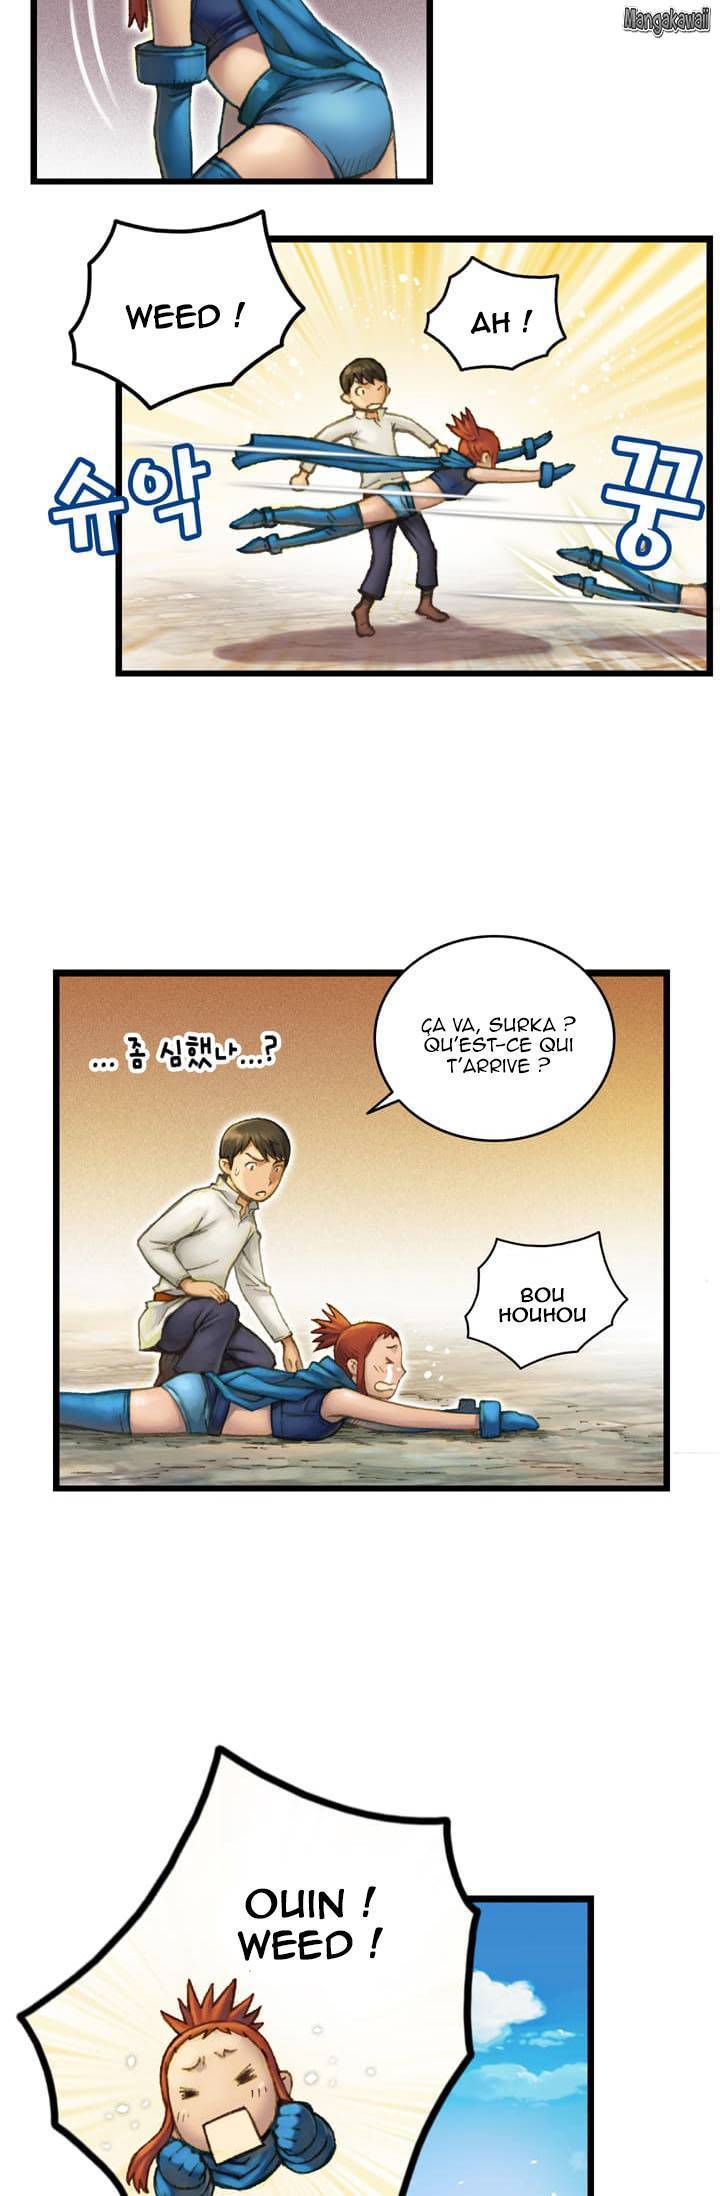 Mangakawaii
WEED !
AH !
슈악
꿍
... 좀 심했나...?
ÇA VA, SURKA ?
QU'EST-CE QUI
T'ARRIVE ?
BOU
HOUHOU
OUIN !
WEED !